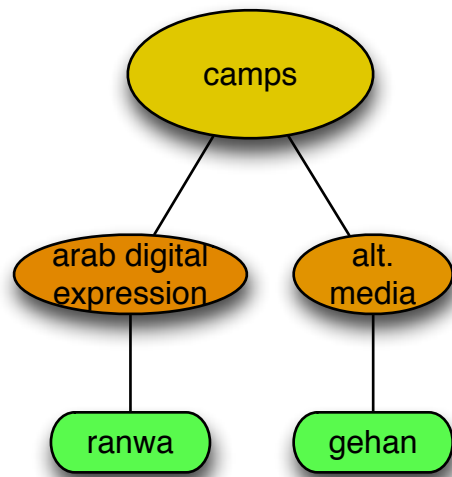 camps
arab digital
expression
alt.
media
ranwa
gehan